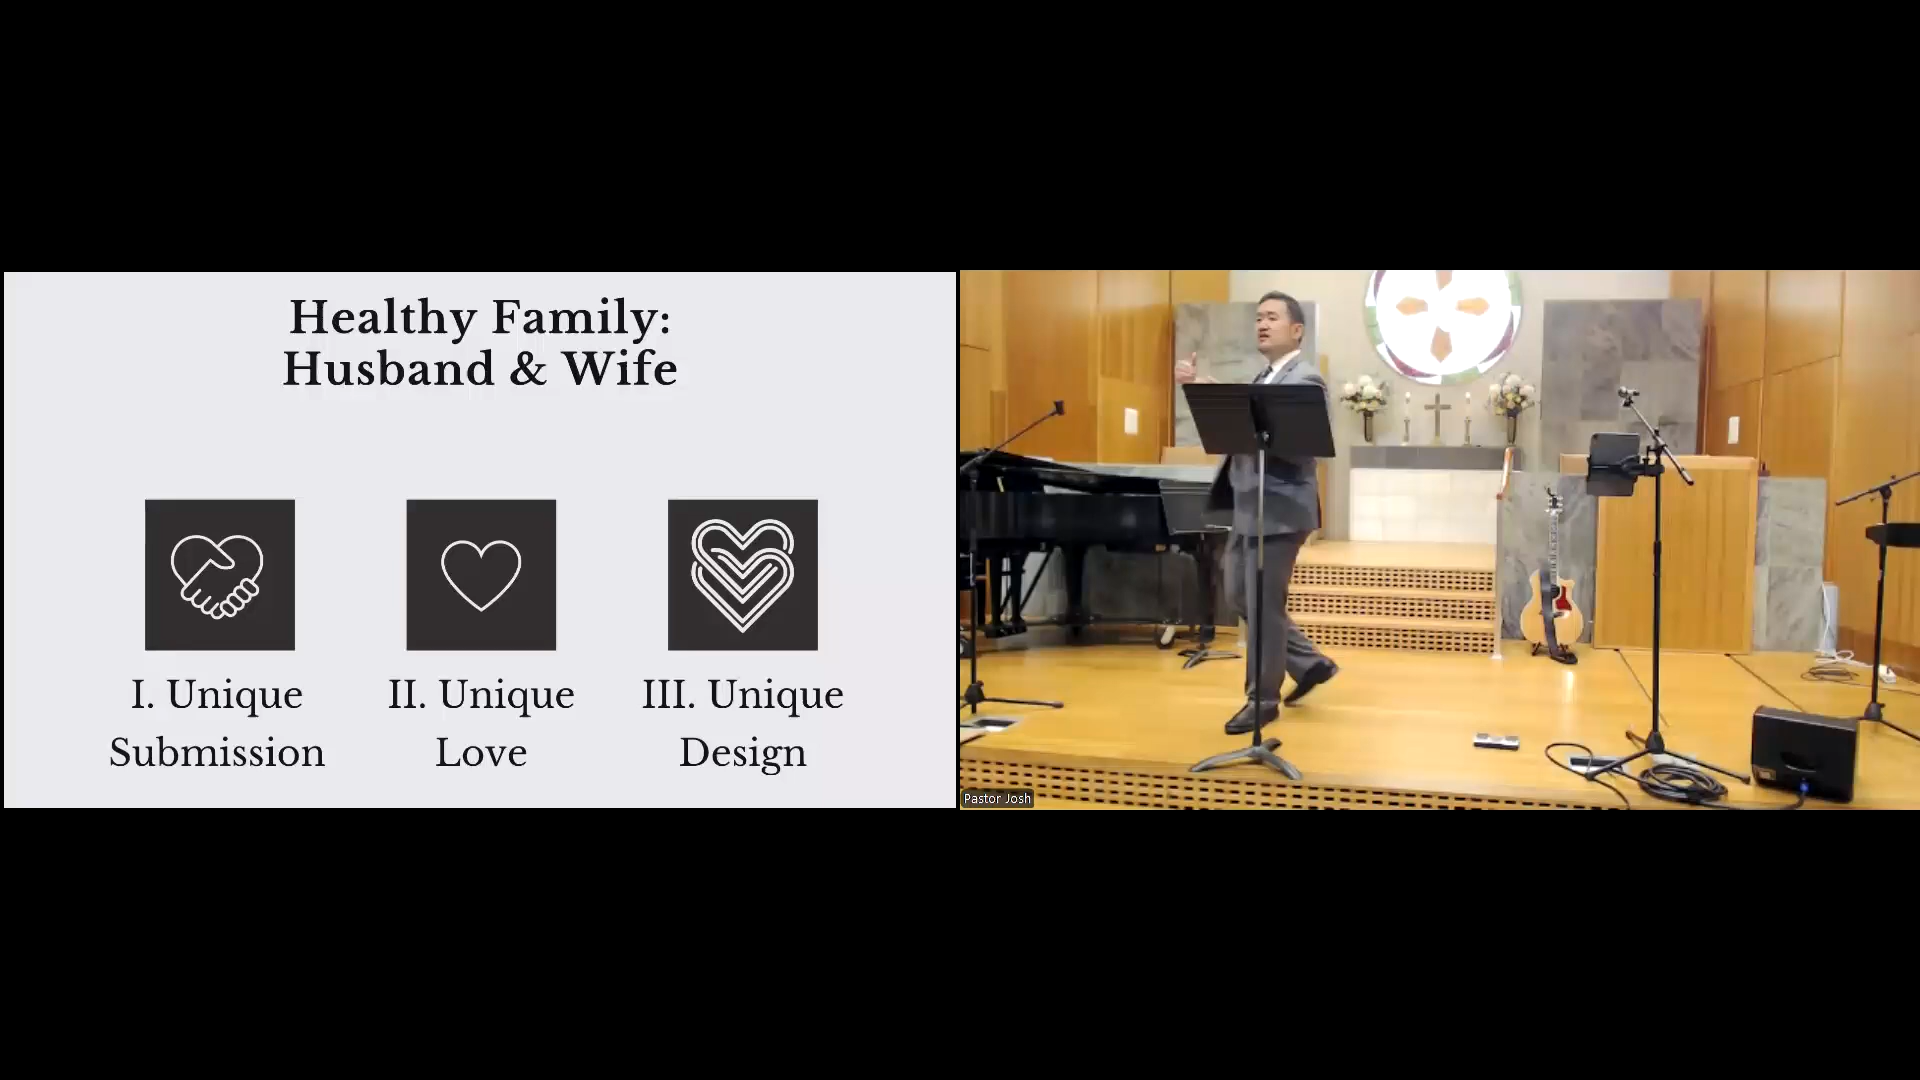 Healthy Family:
Husband & Wife
I. Unique
Submission
II. Unique
Love
III. Unique
Design
Pastor Josh